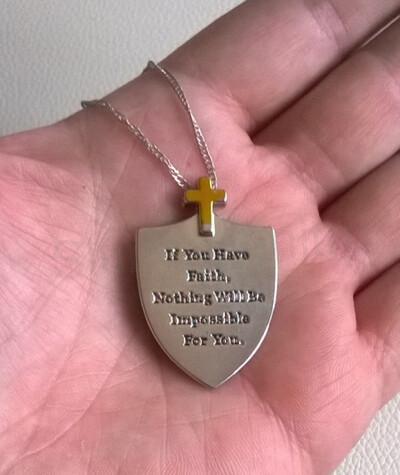 If You Have
Faith,
Nothing Will Be
Impossible
For You.